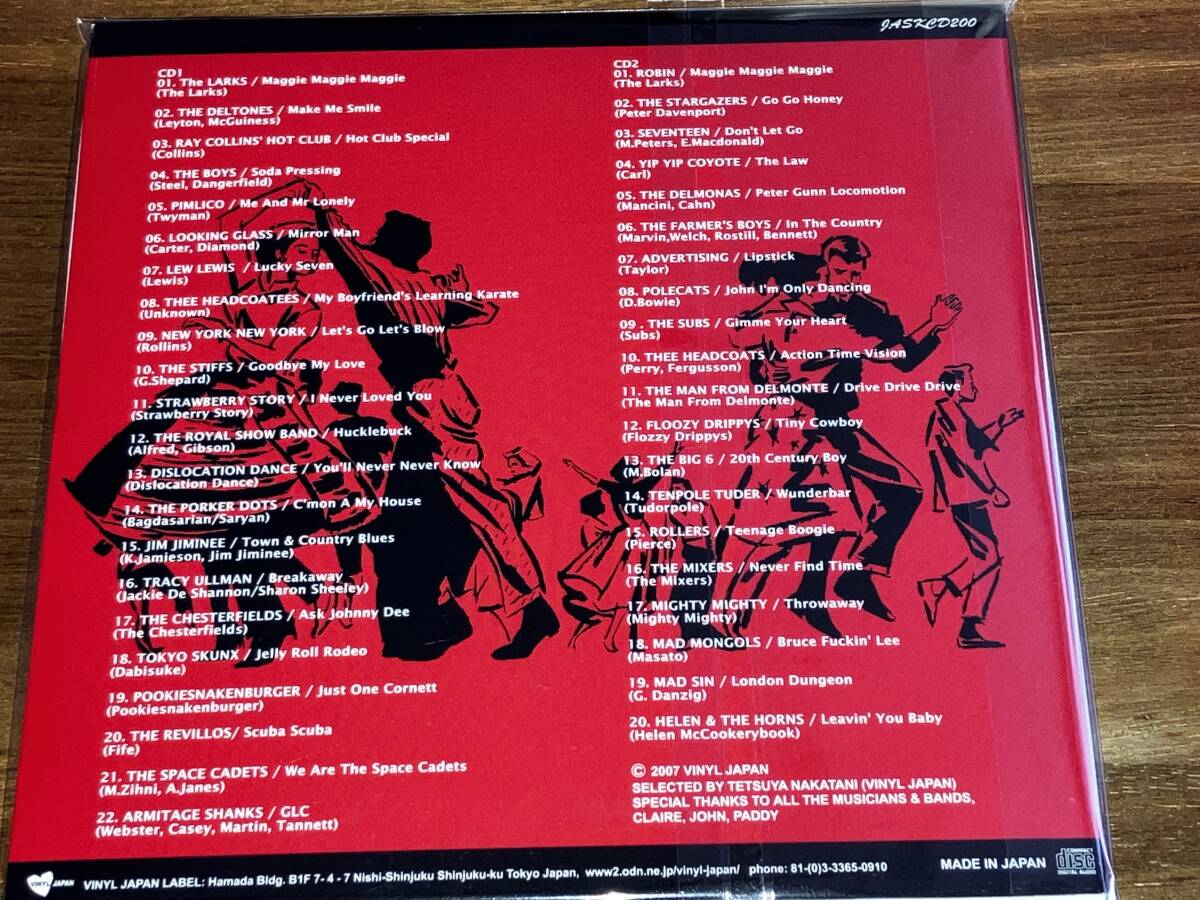 JASKCD200
CD1
01. The LARKS / Maggie Maggie Maggie
(The Larks)
02. THE DELTONES / Make Me Smile
(Leyton, McGuiness)
03. RAY COLLINS' HOT CLUB / Hot Club Special
(Collins)
04. THE BOYS / Soda Pressing
(Steel, Dangerfield)
05. PIMLICO / Me And Mr Lonely
(Twyman)
06. LOOKING GLASS / Mirror Man
(Carter, Diamond)
07. LEW LEWIS / Lucky Seven
(Lewis)
08. THEE HEADCOATEES / My Boyfriend's Learning Karate
(Unknown)
09. NEW YORK NEW YORK / Let's Go Let's Blow
(Rollins)
10. THE STIFFS / Goodbye My Love
(G.Shepard)
11. STRAWBERRY STORY / I Never Loved You
(Strawberry Story)
12. THE ROYAL SHOW BAND / Hucklebuck
(Alfred, Gibson)
13. DISLOCATION DANCE / You'll Never Never Know
(Dislocation Dance)
14. THE PORKER DOTS / C'mon A My House
(Bagdasarian/Saryan)
15. JIM JIMINEE / Town & Country Blues
(K.Jamieson, Jim Jiminee)
16. TRACY ULLMAN / Breakaway
(Jackie De Shannon/Sharon Sheeley)
17. THE CHESTERFIELDS / Ask Johnny Dee
(The Chesterfields)
18. TOKYO SKUNX / Jelly Roll Rodeo
(Dabisuke)
19. POOKIESNAKENBURGER / Just One Cornett
(Pookiesnakenburger)
20. THE REVILLOS/ Scuba Scuba
(Fife)
21. THE SPACE CADETS / We Are The Space Cadets
(M.Zihni, A.Janes)
22. ARMITAGE SHANKS / GLC
(Webster, Casey, Martin, Tannett)
CD2
01. ROBIN / Maggie Maggie Maggie
(The Larks)
02. THE STARGAZERS / Go Go Honey
(Peter Davenport)
03. SEVENTEEN / Don't Let Go
(M.Peters, E.Macdonald)
04. YIP YIP COYOTE / The Law
(Carl)
05. THE DELMONAS / Peter Gunn Locomotion
(Mancini, Cahn)
06. THE FARMER'S BOYS / In The Country
(Marvin,Welch, Rostill, Bennett)
07. ADVERTISING / Lipstick
(Taylor)
08. POLECATS / John I'm Only Dancing
(D.Bowie)
09 . THE SUBS / Gimme Your Heart
(Subs)
10. THEE HEADCOATS / Action Time Vision
(Perry, Fergusson)
11. THE MAN FROM DELMONTE / Drive Drive Drive
(The Man From Delmonte)
12. FLOOZY DRIPPYS / Tiny Cowboy
(Flozzy Drippys)
13. THE BIG 6 / 20th Century Boy
(M.Bolan)
14. TENPOLE TUDER / Wunderbar
(Tudorpole)
15. ROLLERS / Teenage Boogie
(Pierce)
16. THE MIXERS / Never Find Time
(The Mixers)
17. MIGHTY MIGHTY / Throwaway
(Mighty Mighty)
18. MAD MONGOLS / Bruce Fuckin' Lee
(Masato)
19. MAD SIN / London Dungeon
(G. Danzig)
20. HELEN & THE HORNS / Leavin' You Baby
(Helen McCookerybook)
© 2007 VINYL JAPAN
SELECTED BY TETSUYA NAKATANI (VINYL JAPAN)
SPECIAL THANKS TO ALL THE MUSICIANS & BANDS,
CLAIRE, JOHN, PADDY
VINYL JAPAN VINYL JAPAN LABEL: Hamada Bldg. B1F 7- 4 - 7 Nishi-Shinjuku Shinjuku-ku Tokyo Japan, www2.odn.ne.jp/vinyl-japan/ phone: 81-(0)3-3365-0910 MADE IN JAPAN
COMPACT
disc
DIGITAL AUDIO